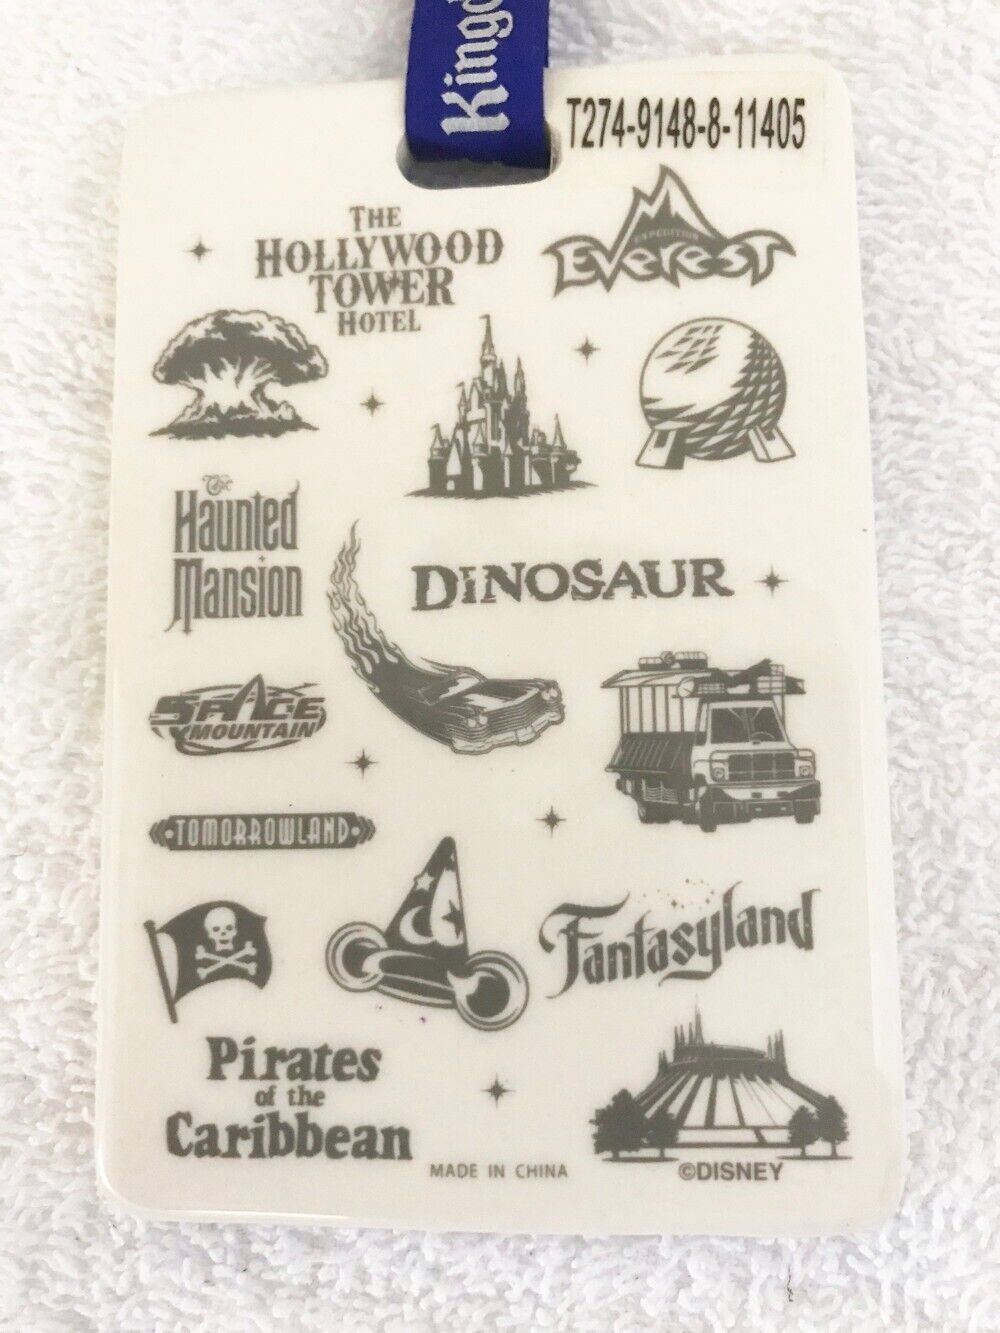 Kingd
T274-9148-8-11405
THE
HOLLYWOOD
TOWER
HOTEL
EXPEDITION
EVEREST
The
Haunted
Mansion
DINOSAUR
SPACE
MOUNTAIN
TOMORROWLAND
Fantasyland
Pirates
of the
Caribbean
MADE IN CHINA
©DISNEY